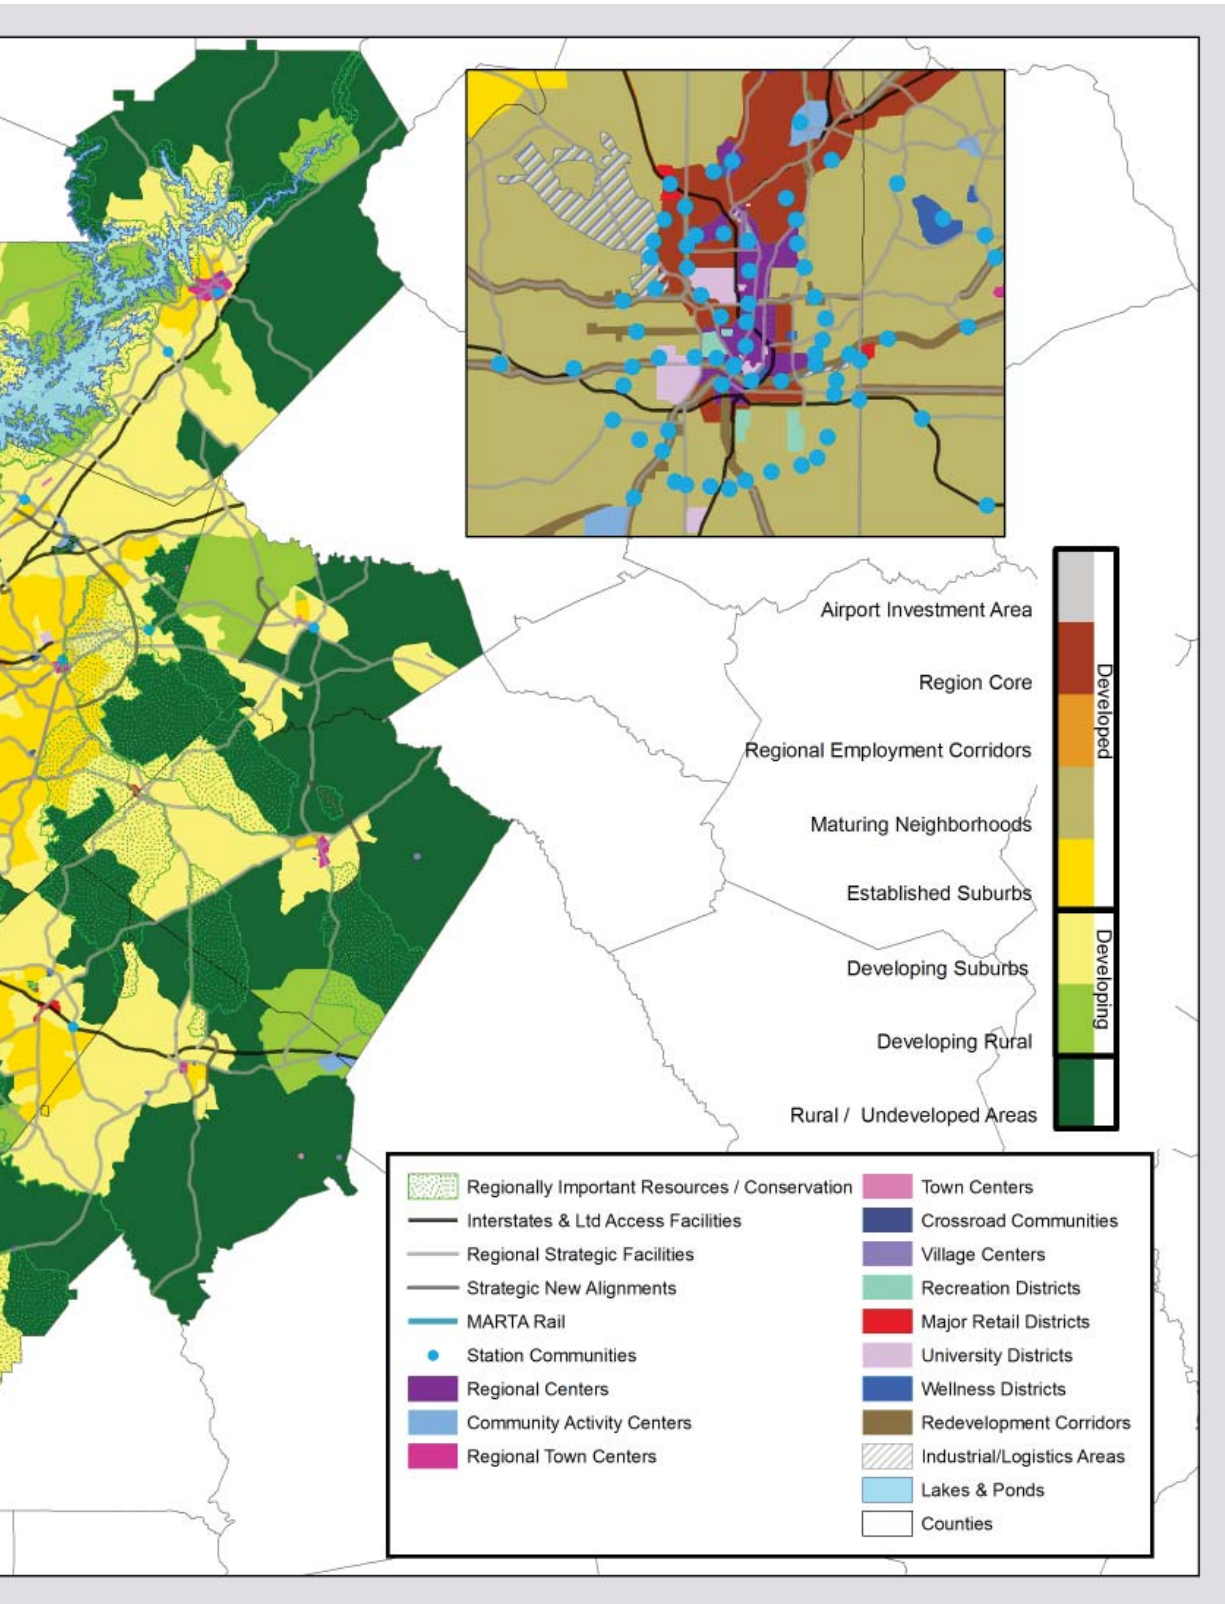 Airport Investment Area
Region Core
Regional Employment Corridors
Maturing Neighborhoods
Established Suburbs
Developing Suburbs
Developing Rural
Rural / Undeveloped Areas
Developed
Developing
Regionally Important Resources / Conservation
Interstates & Ltd Access Facilities
Regional Strategic Facilities
Strategic New Alignments
MARTA Rail
Station Communities
Regional Centers
Community Activity Centers
Regional Town Centers
Town Centers
Crossroad Communities
Village Centers
Recreation Districts
Major Retail Districts
University Districts
Wellness Districts
Redevelopment Corridors
Industrial/Logistics Areas
Lakes & Ponds
Counties